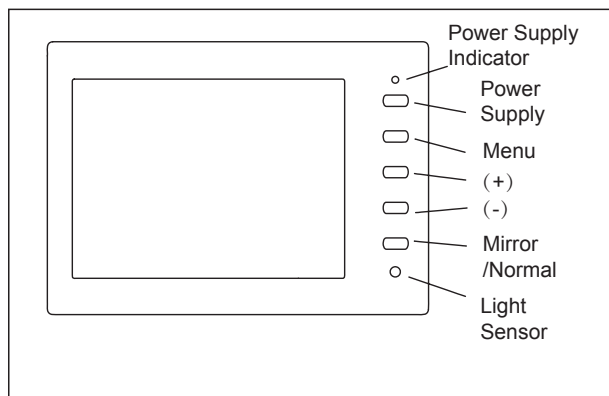 Power Supply
Indicator
Power
Supply
Menu
(+)
(-)
Mirror
/Normal
Light
Sensor